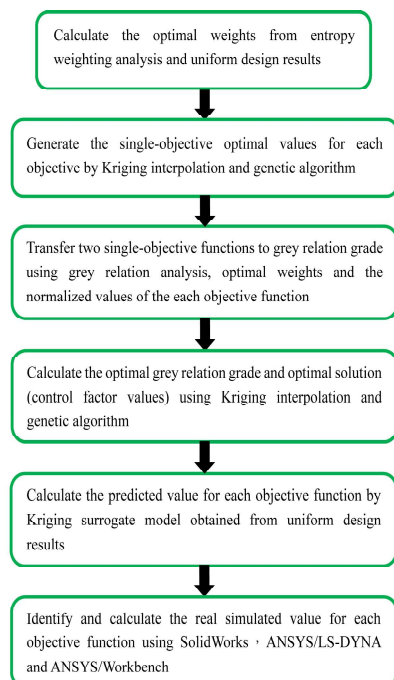 Calculate the optimal weights from entropy
weighting analysis and uniform design results
Generate the single-objective optimal values for each
objective by Kriging interpolation and genetic algorithm
Transfer two single-objective functions to grey relation grade
using grey relation analysis, optimal weights and the
normalized values of the each objective function
Calculate the optimal grey relation grade and optimal solution
(control factor values) using Kriging interpolation and
genetic algorithm
Calculate the predicted value for each objective function by
Kriging surrogate model obtained from uniform design
results
Identify and calculate the real simulated value for each
objective function using SolidWorks，ANSYS/LS-DYNA
and ANSYS/Workbench